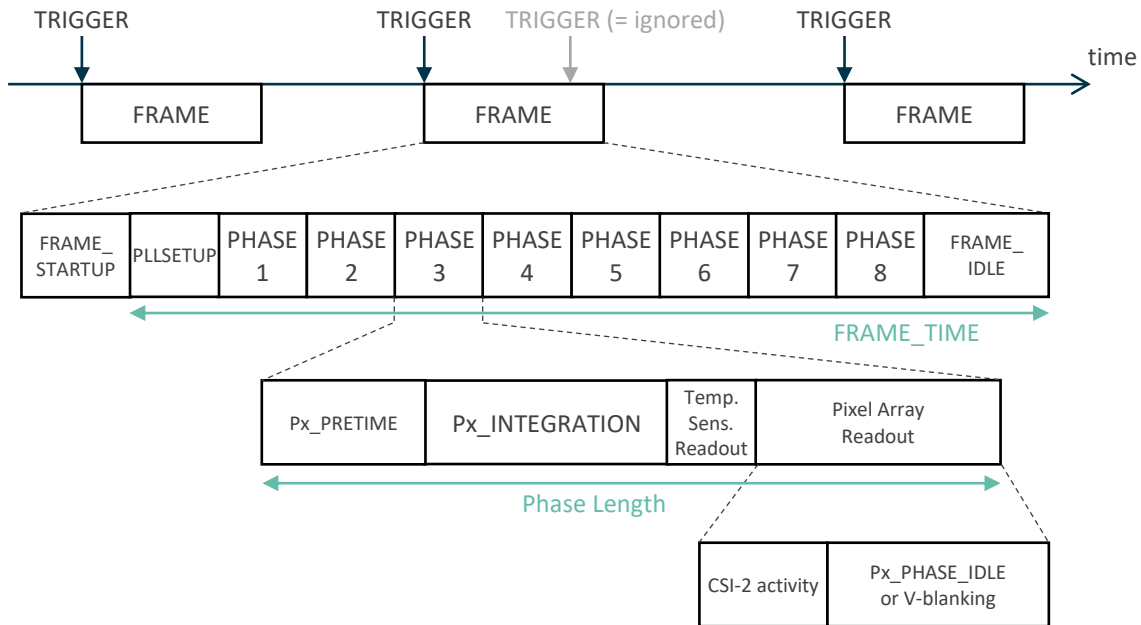 TRIGGER
TRIGGER
TRIGGER (= ignored)
TRIGGER
time
FRAME
FRAME
FRAME
FRAME_
STARTUP
PLLSETUP
PHASE
1
PHASE
2
PHASE
3
PHASE
4
PHASE
5
PHASE
6
PHASE
7
PHASE
8
FRAME_
IDLE
FRAME_TIME
Px_PRETIME
Px_INTEGRATION
Temp.
Sens.
Readout
Pixel Array
Readout
Phase Length
CSI-2 activity
Px_PHASE_IDLE
or V-blanking